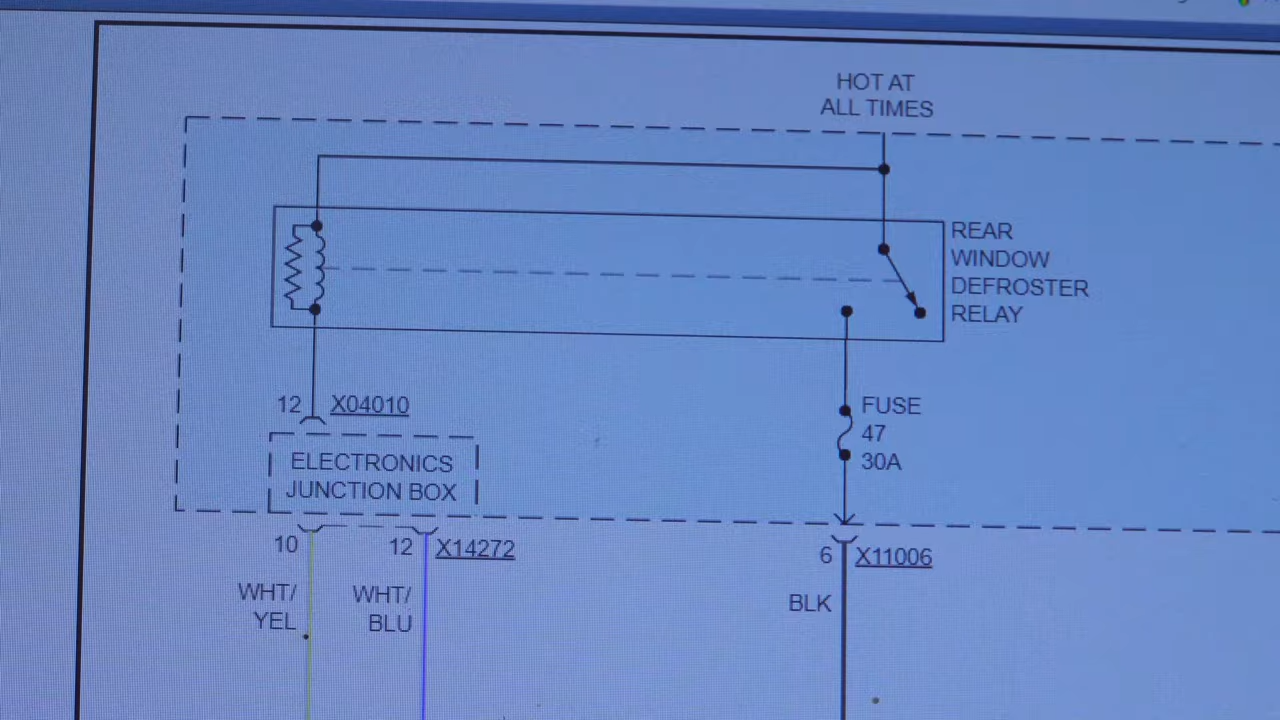 HOT AT
ALL TIMES
REAR
WINDOW
DEFROSTER
RELAY
12 X04010
FUSE
47
30A
ELECTRONICS
JUNCTION BOX
10 12 X14272
6 X11006
WHT/ WHT/
YEL BLU
BLK